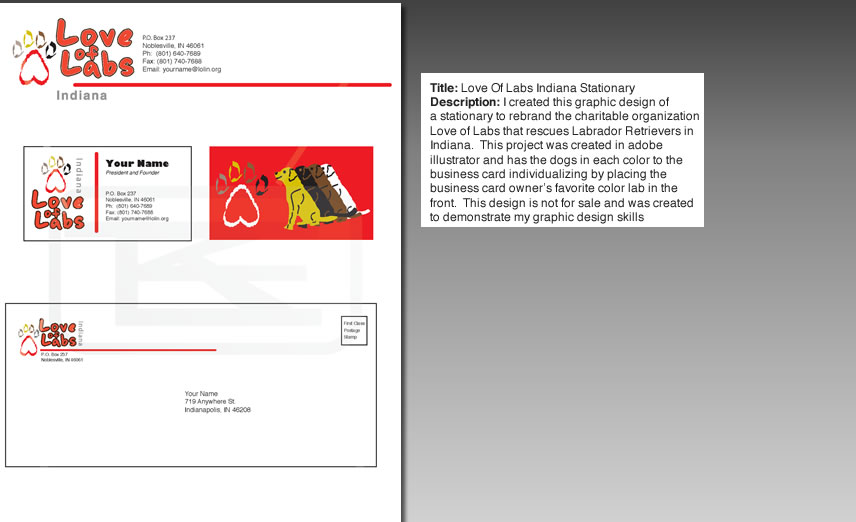 Love
of
Labs
Indiana
P.O. Box 237
Noblesville, IN 46061
Ph: (801) 640-7689
Fax: (801) 740-7688
Email: yourname@lolin.org
Love
of
Labs
Indiana
Your Name
President and Founder
P.O. Box 237
Noblesville, IN 46061
Ph: (801) 640-7689
Fax: (801) 740-7688
Email: yourname@lolin.org
Love
of
Labs
Indiana
P.O. Box 237
Noblesville, IN 46061
First Class
Postage
Stamp
Your Name
719 Anywhere St.
Indianapolis, IN 46208
Title: Love Of Labs Indiana Stationary
Description: I created this graphic design of
a stationary to rebrand the charitable organization
Love of Labs that rescues Labrador Retrievers in
Indiana. This project was created in adobe
illustrator and has the dogs in each color to the
business card individualizing by placing the
business card owner's favorite color lab in the
front. This design is not for sale and was created
to demonstrate my graphic design skills